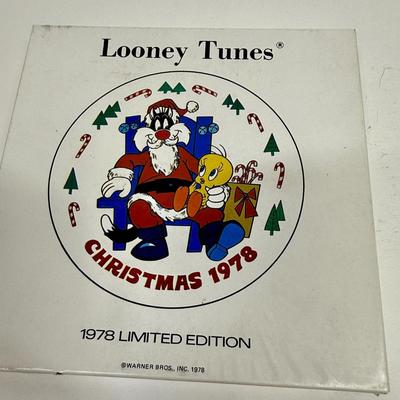 Looney Tunes®
CHRISTMAS 1978
1978 LIMITED EDITION
©WARNER BROS., INC. 1978